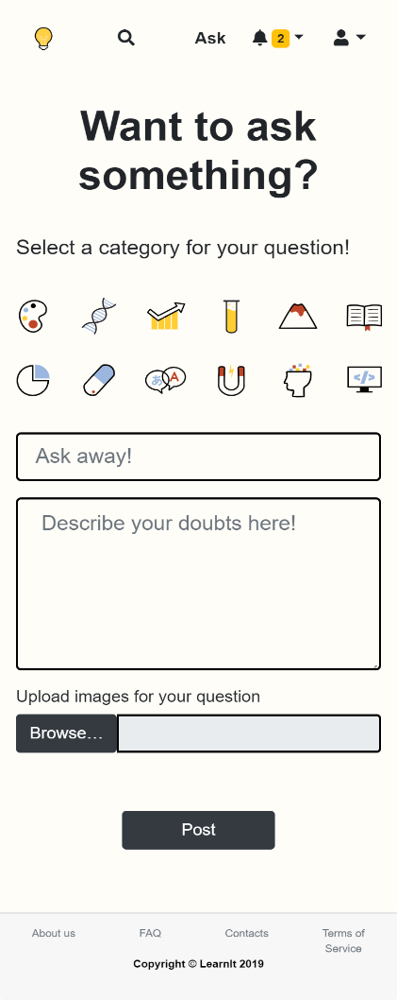 Ask
2
Want to ask
something?
Select a category for your question!
あ A
</>
Ask away!
Describe your doubts here!
Upload images for your question
Browse...
Post
About us
FAQ
Contacts
Terms of
Service
Copyright © LearnIt 2019